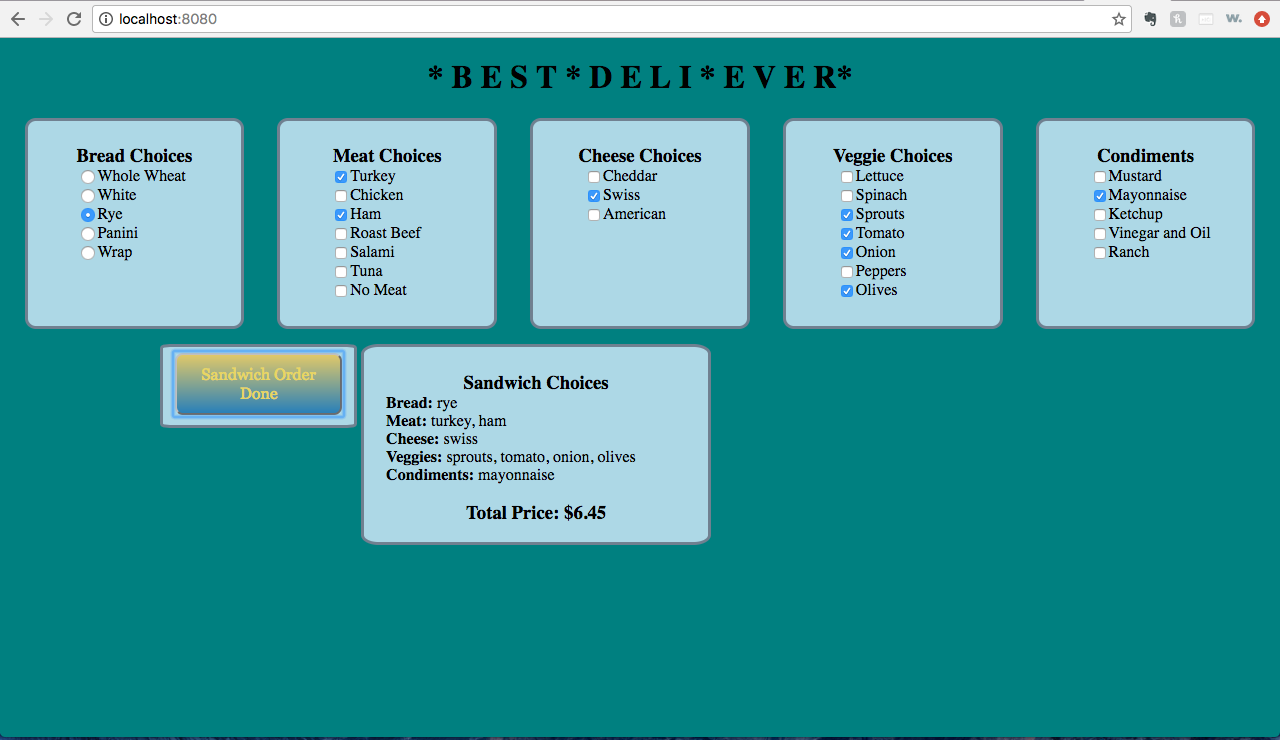 localhost:8080
w.
* B E S T * D E L I * E V E R*
Bread Choices
Whole Wheat
White
Rye
Panini
Wrap
Meat Choices
Turkey
Chicken
Ham
Roast Beef
Salami
Tuna
No Meat
Cheese Choices
Cheddar
Swiss
American
Veggie Choices
Lettuce
Spinach
Sprouts
Tomato
Onion
Peppers
Olives
Condiments
Mustard
Mayonnaise
Ketchup
Vinegar and Oil
Ranch
Sandwich Order
Done
Sandwich Choices
Bread: rye
Meat: turkey, ham
Cheese: swiss
Veggies: sprouts, tomato, onion, olives
Condiments: mayonnaise
Total Price: $6.45